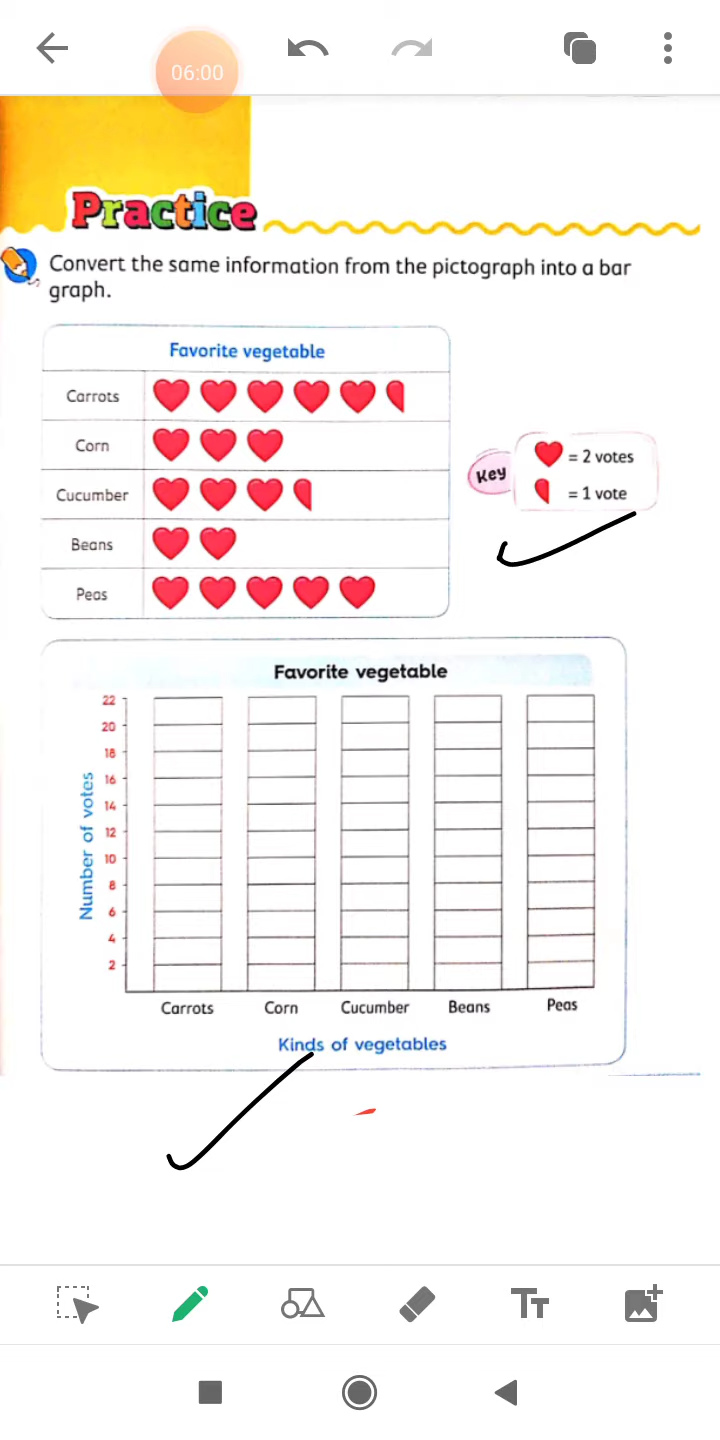 06:00
Practice
Convert the same information from the pictograph into a bar
graph.
Favorite vegetable
Carrots
Corn
Cucumber
Beans
Peas
Key
= 2 votes
= 1 vote
Favorite vegetable
Number of votes
22
20
18
16
14
12
10
8
6
4
2
Carrots Corn Cucumber Beans Peas
Kinds of vegetables
TT